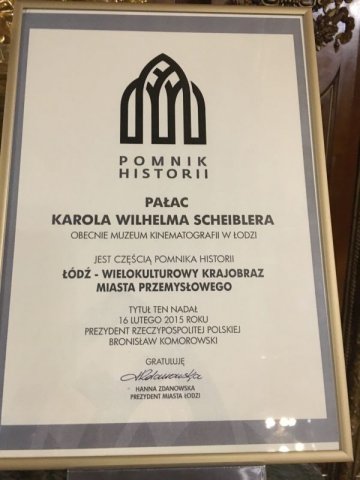 POMNIK
HISTORII
PAŁAC
KAROLA WILHELMA SCHEIBLERA
OBECNIE MUZEUM KINEMATOGRAFII W ŁODZI
JEST CZĘŚCIĄ POMNIKA HISTORII
ŁÓDŹ - WIELOKULTUROWY KRAJOBRAZ
MIASTA PRZEMYSŁOWEGO
TYTUŁ TEN NADAŁ
16 LUTEGO 2015 ROKU
PREZYDENT RZECZYPOSPOLITEJ POLSKIEJ
BRONISŁAW KOMOROWSKI
GRATULUJĘ
HANNA ZDANOWSKA
PREZYDENT MIASTA ŁODZI